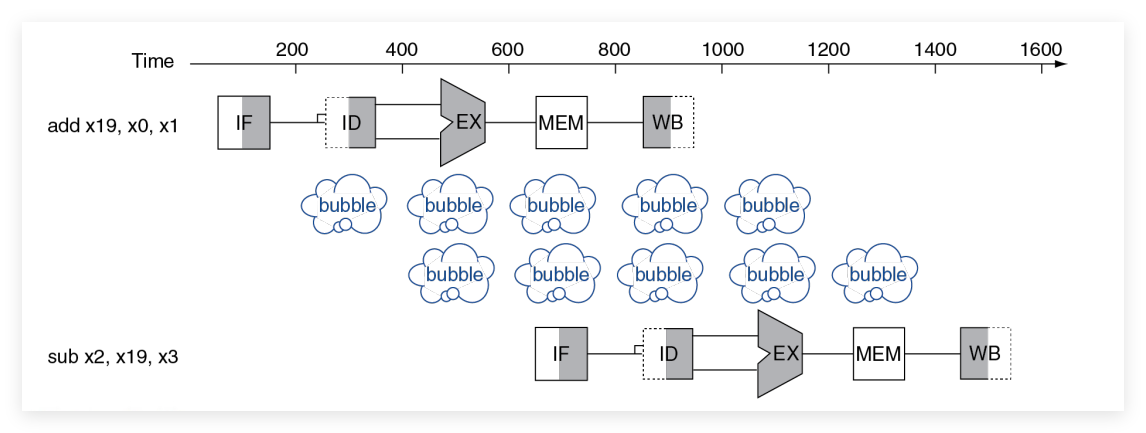 Time 200 400 600 800 1000 1200 1400 1600
add x19, x0, x1 IF ID EX MEM WB
bubble bubble bubble bubble bubble
bubble bubble bubble bubble bubble
sub x2, x19, x3 IF ID EX MEM WB